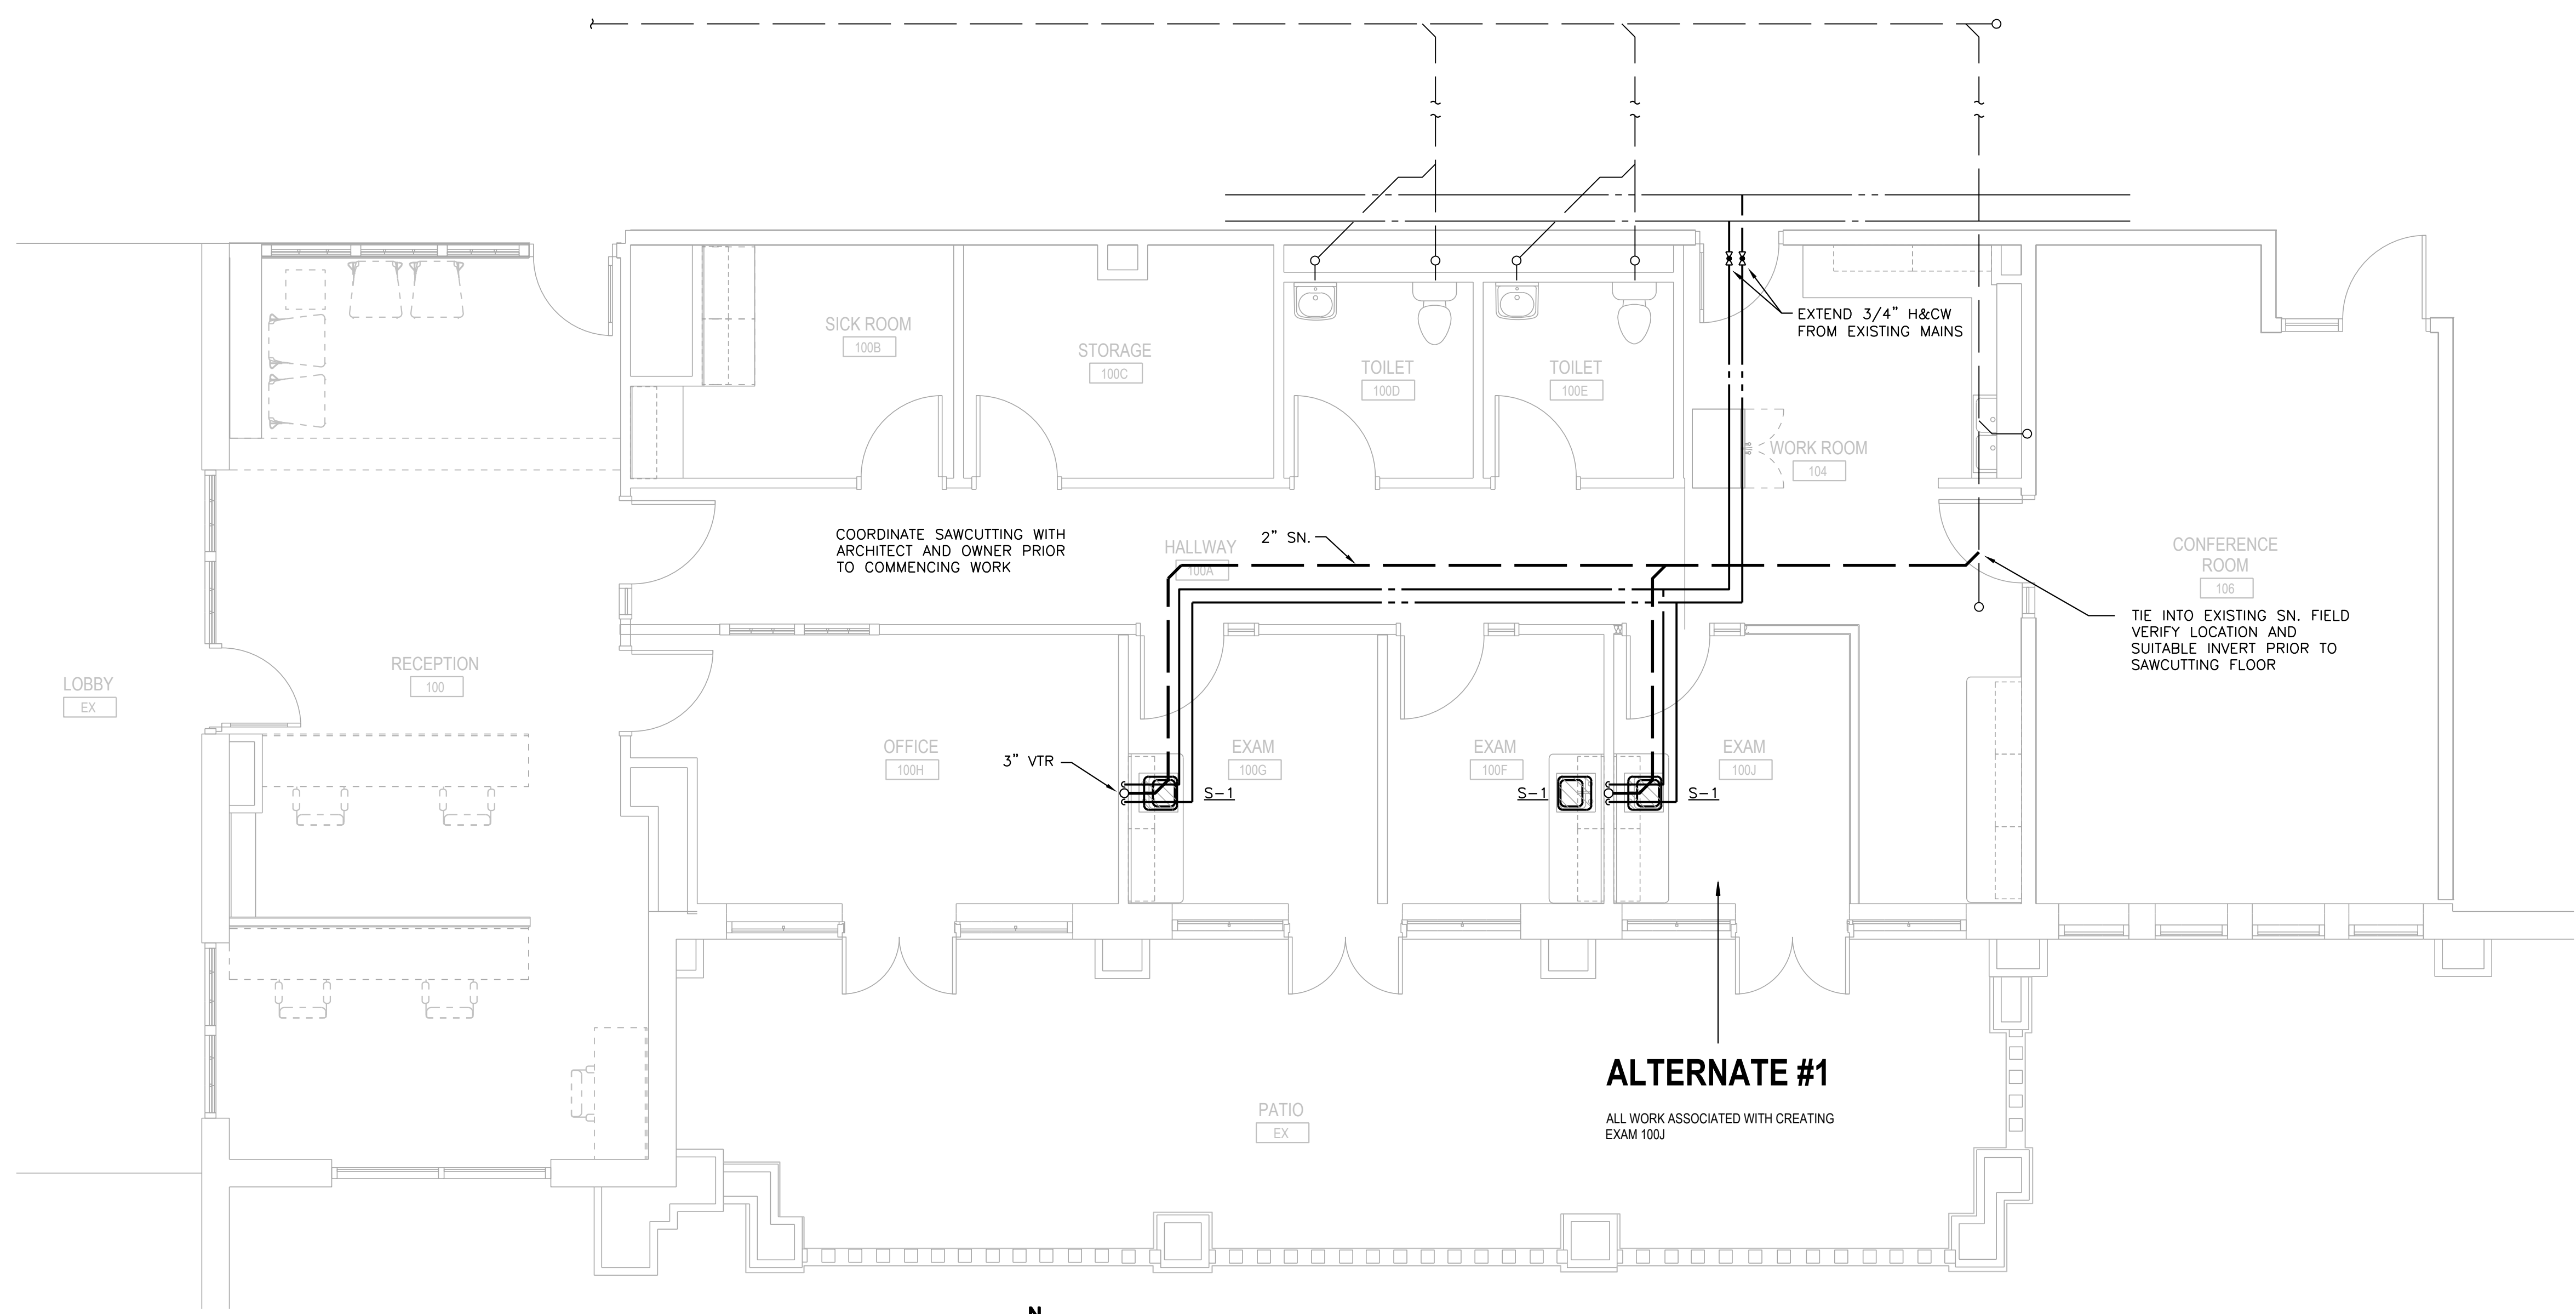 EXTEND 3/4" H&CW
FROM EXISTING MAINS
SICK ROOM
100B
STORAGE
100C
TOILET
100D
TOILET
100E
WORK ROOM
104
COORDINATE SAWCUTTING WITH
ARCHITECT AND OWNER PRIOR
TO COMMENCING WORK
HALLWAY
100A
2" SN.
CONFERENCE
ROOM
106
TIE INTO EXISTING SN. FIELD
VERIFY LOCATION AND
SUITABLE INVERT PRIOR TO
SAWCUTTING FLOOR
LOBBY
EX
RECEPTION
100
OFFICE
100H
3" VTR
EXAM
100G
EXAM
100F
EXAM
100J
S-1
S-1
S-1
ALTERNATE #1
ALL WORK ASSOCIATED WITH CREATING
EXAM 100J
PATIO
EX
N